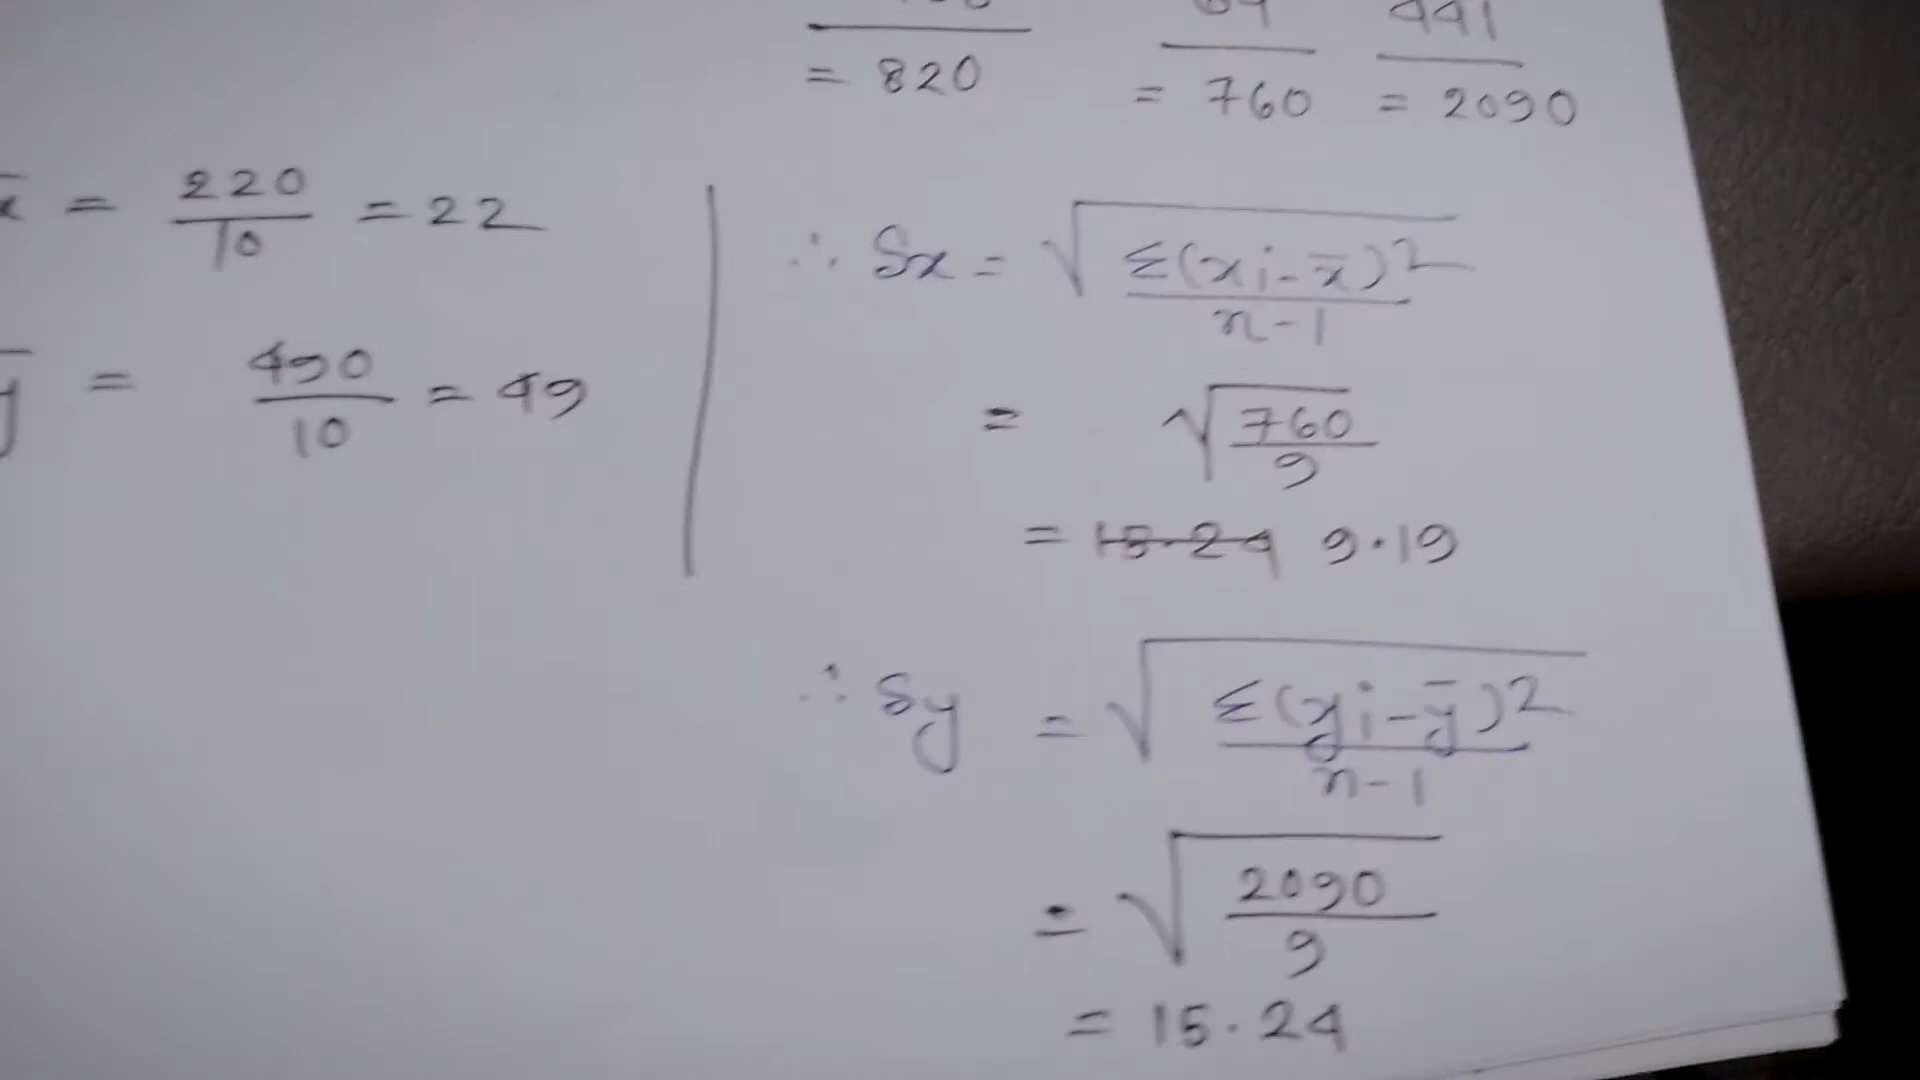 441
= 820 = 760 = 2090
x̄ = 220/10 = 22
ȳ = 490/10 = 49
∴ Sx = √(Σ(xi-x̄)²/n-1)
= √(760/9)
= 15.24 9.19
∴ Sy = √(Σ(yi-ȳ)²/n-1)
= √(2090/9)
= 15.24